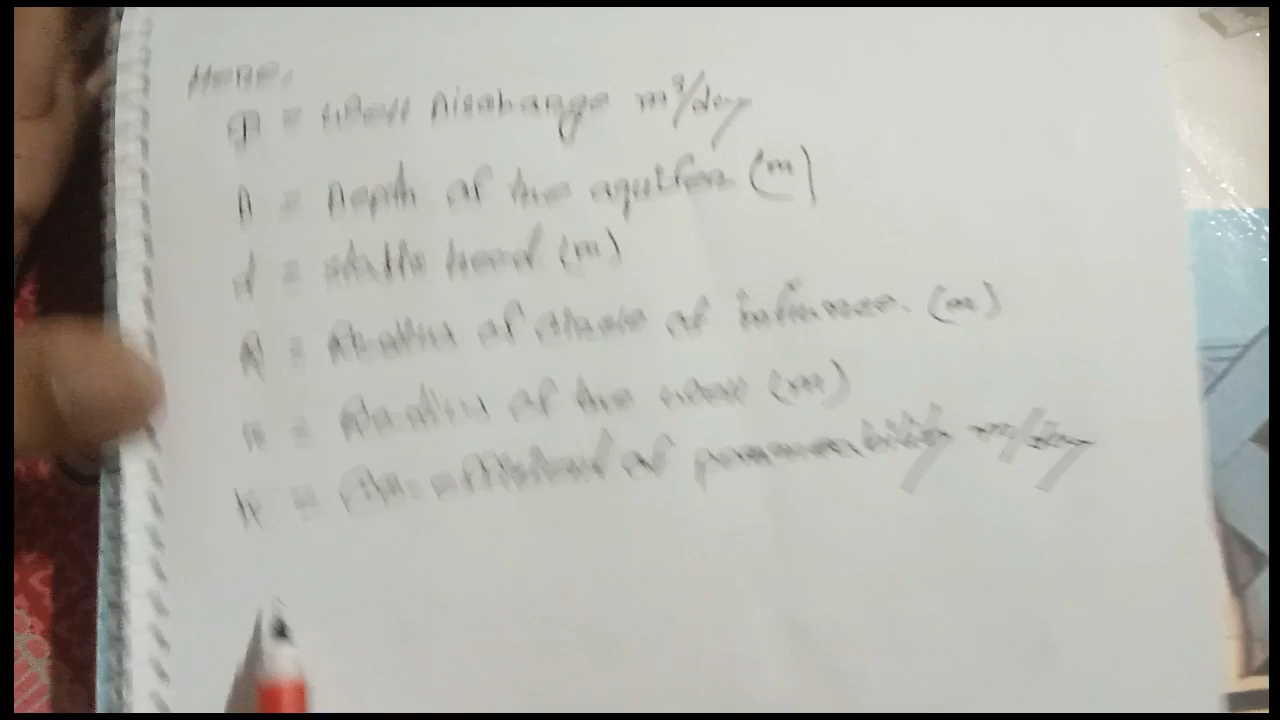 Here,
Q = Well Discharge m³/day
D = Depth of the aquifer (m)
d = static head (m)
R = Radius of circle of influence. (m)
r = Radius of the well (m)
K = Co-efficient of permeability m/day